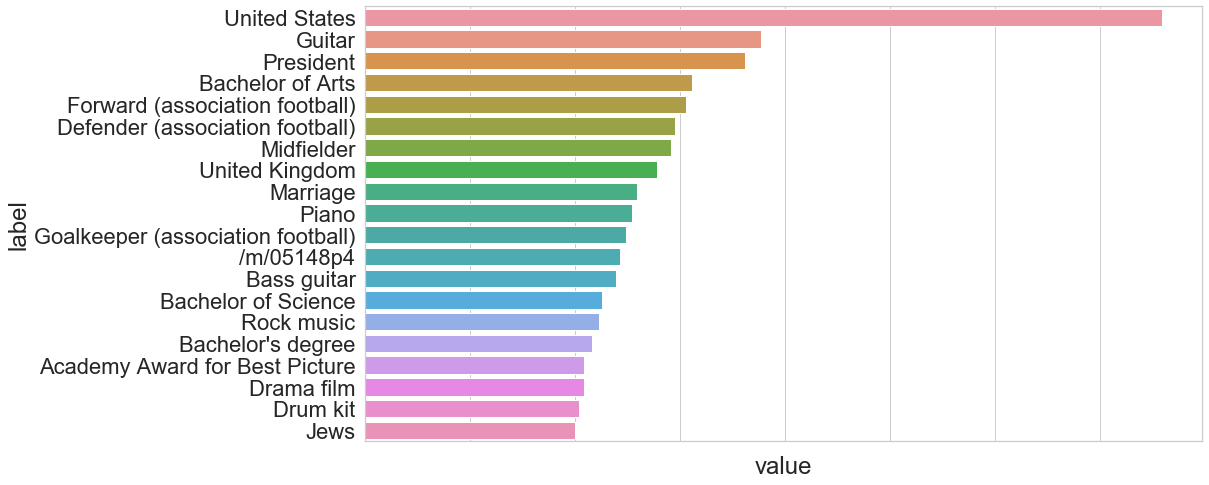 United States
Guitar
President
Bachelor of Arts
Forward (association football)
Defender (association football)
Midfielder
United Kingdom
Marriage
Piano
Goalkeeper (association football)
/m/05148p4
Bass guitar
Bachelor of Science
Rock music
Bachelor's degree
Academy Award for Best Picture
Drama film
Drum kit
Jews
label
value